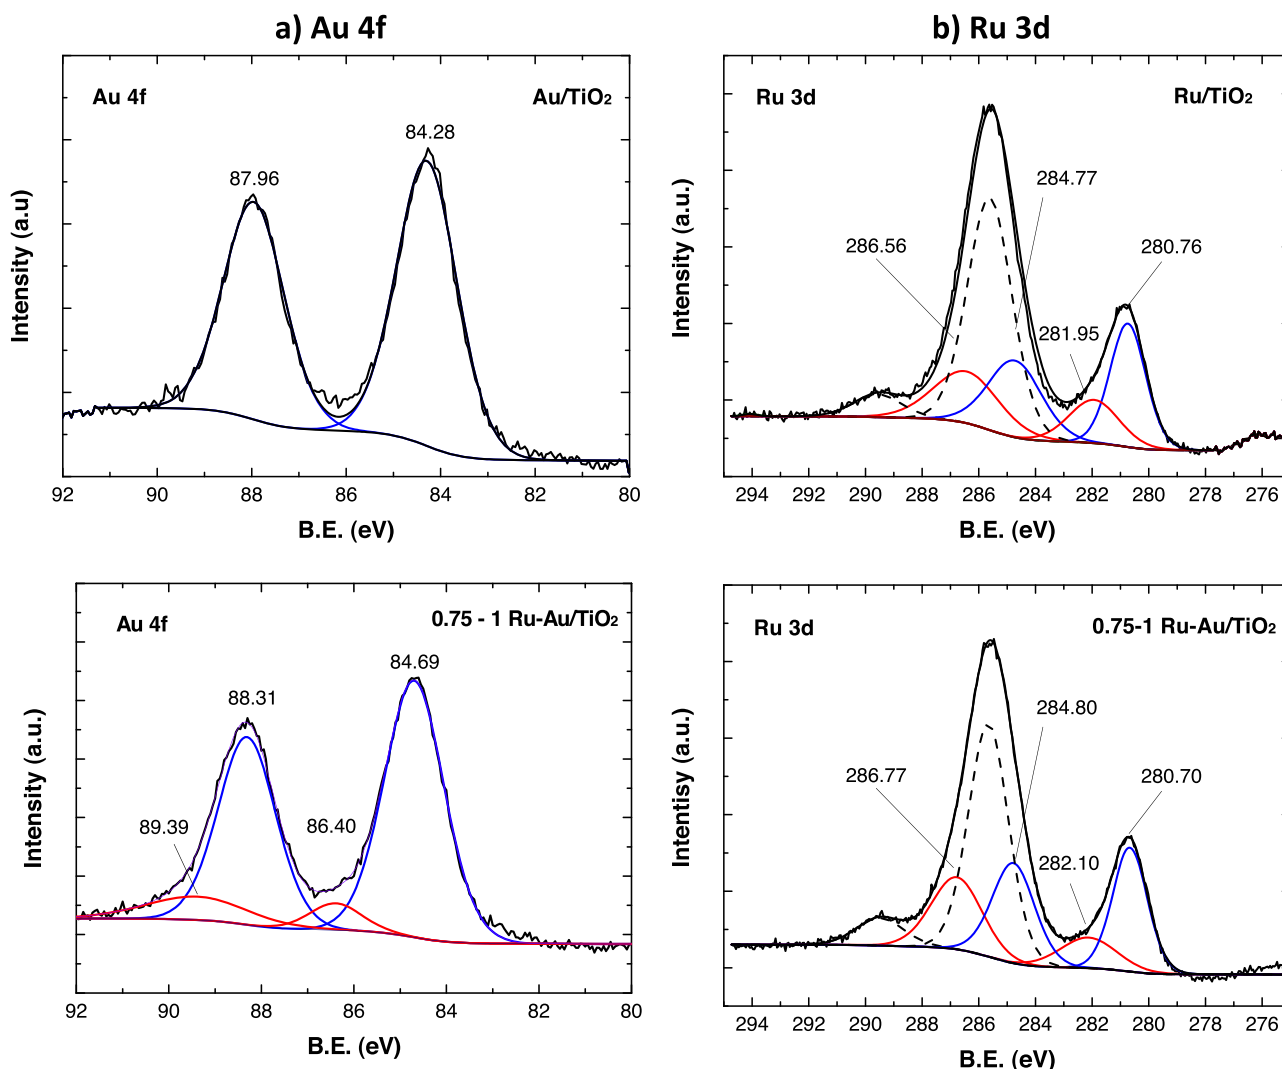 a) Au 4f
Au 4f
Au/TiO2
87.96
84.28
Intensity (a.u)
92 90 88 86 84 82 80
B.E. (eV)
b) Ru 3d
Ru 3d
Ru/TiO2
286.56
284.77
281.95
280.76
Intensity (a.u.)
294 292 290 288 286 284 282 280 278 276
B.E. (eV)
Au 4f
0.75 - 1 Ru-Au/TiO2
89.39
88.31
86.40
84.69
Intensity (a.u.)
92 90 88 86 84 82 80
B.E. (eV)
Ru 3d
0.75-1 Ru-Au/TiO2
286.77
284.80
282.10
280.70
Intentisy (a.u.)
294 292 290 288 286 284 282 280 278 276
B.E. (eV)